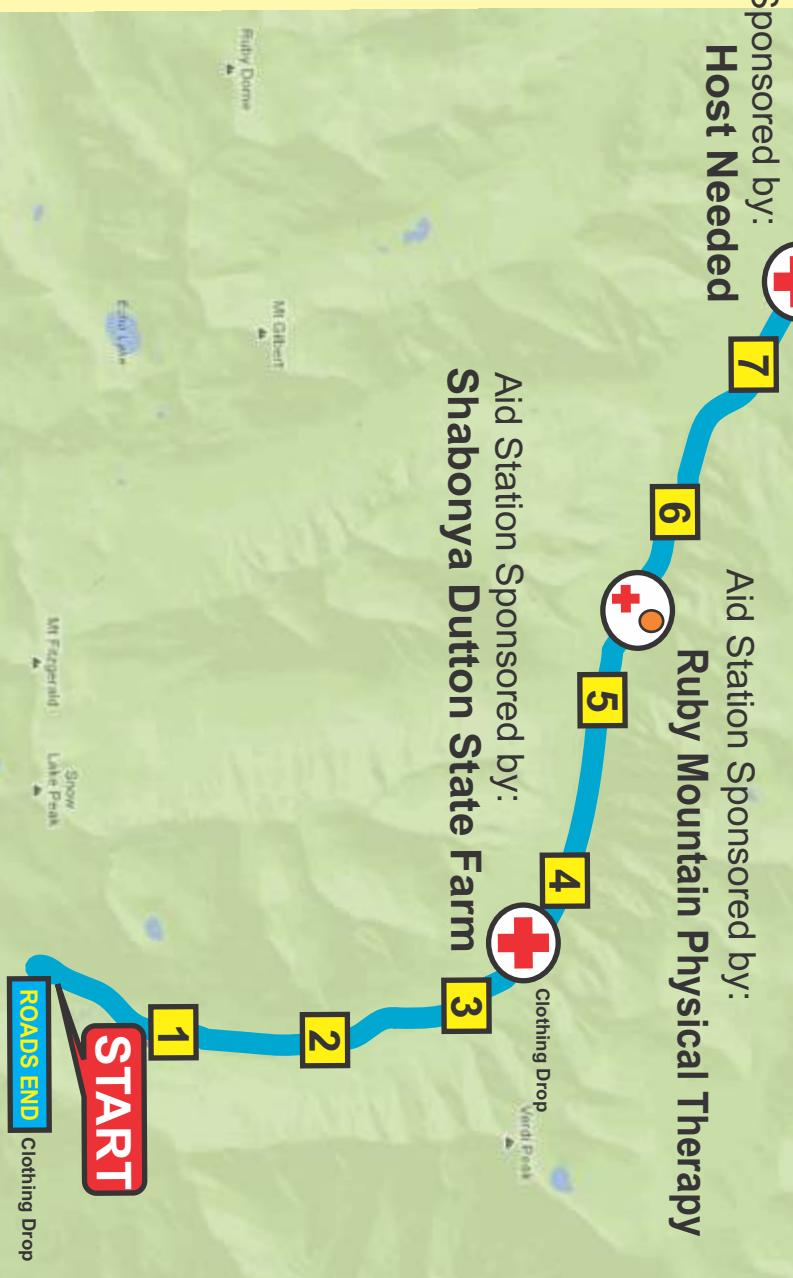 Sponsored by:
Host Needed
7
Aid Station Sponsored by:
Ruby Mountain Physical Therapy
6
5
Aid Station Sponsored by:
Shabonya Dutton State Farm
4
Clothing Drop
Verdi Peak
3
2
1
START
ROADS END
Clothing Drop
Mt Gilbert
Ruby Dome
Echo Lake
Mt Fitzgerald
Snow
Lake Peak